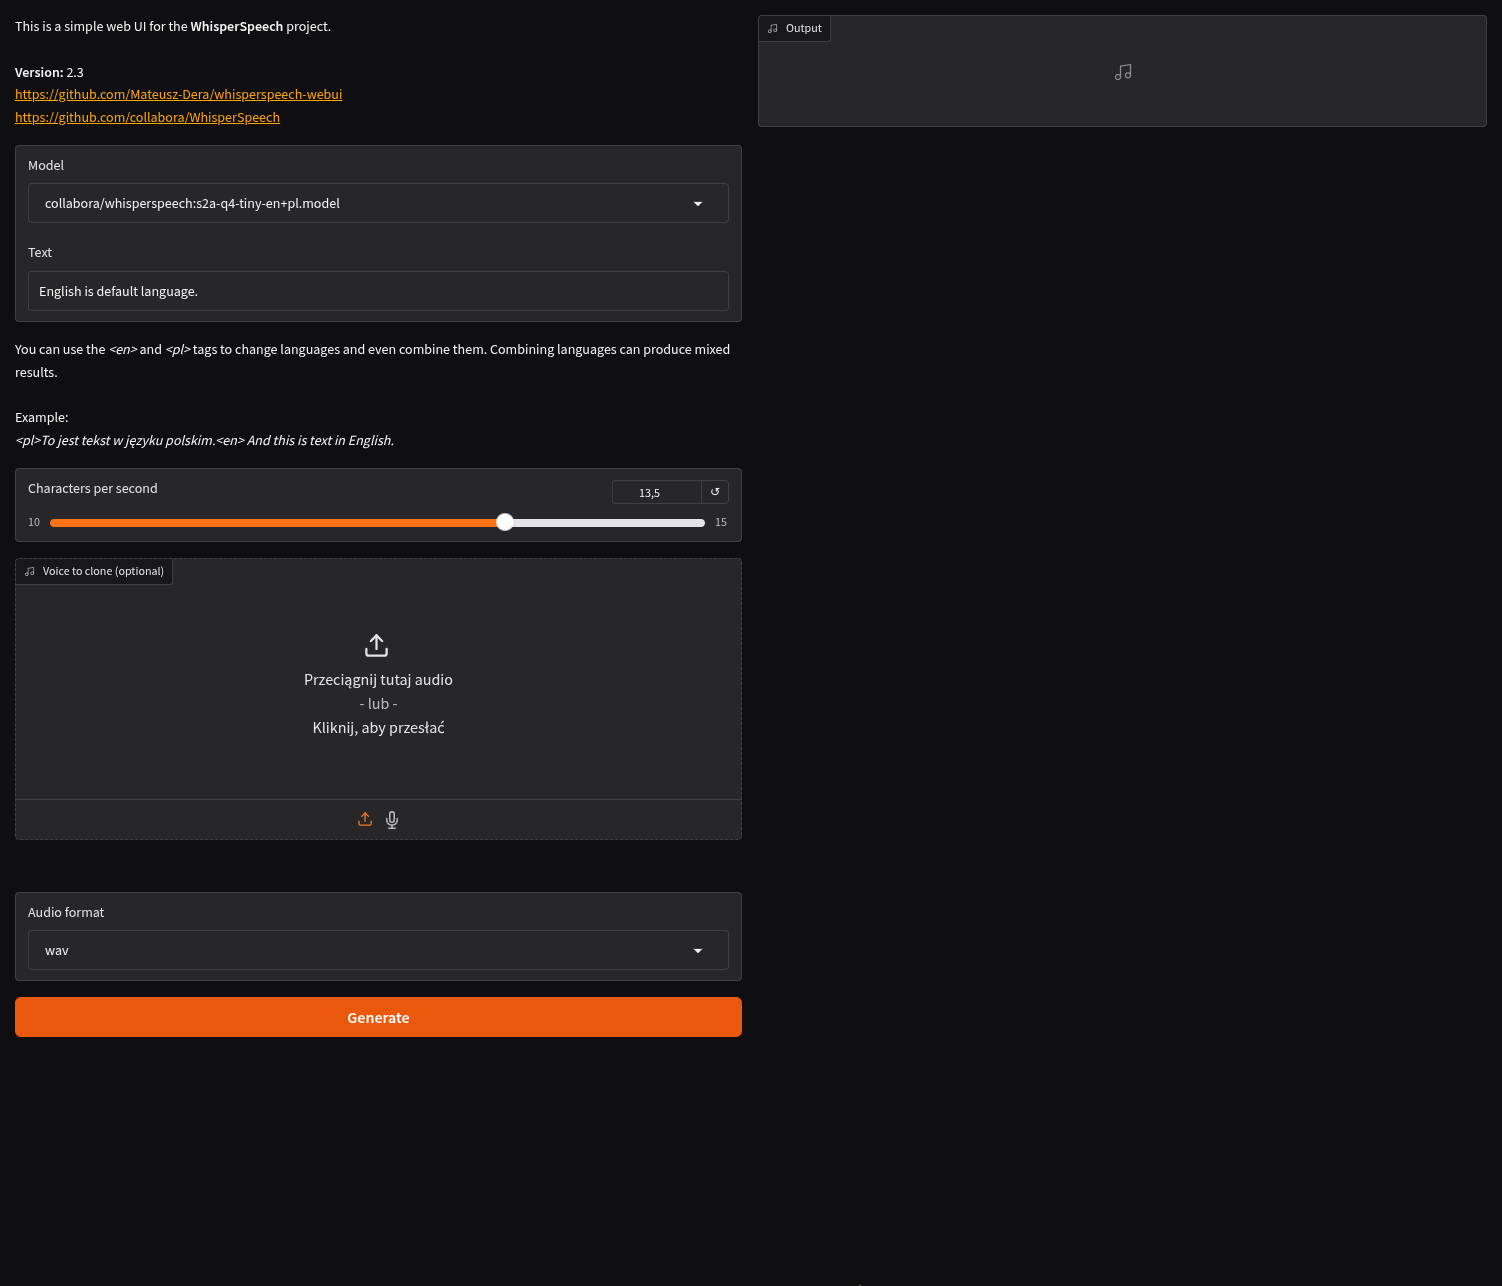 This is a simple web UI for the WhisperSpeech project.
Version: 2.3
https://github.com/Mateusz-Dera/whisperspeech-webui
https://github.com/collabora/WhisperSpeech
Model
collabora/whisperspeech:s2a-q4-tiny-en+pl.model
Text
English is default language.
You can use the <en> and <pl> tags to change languages and even combine them. Combining languages can produce mixed
results.
Example:
<pl>To jest tekst w języku polskim.<en> And this is text in English.
Characters per second
13,5
↺
10
15
Voice to clone (optional)
Przeciągnij tutaj audio
- lub -
Kliknij, aby przesłać
Audio format
wav
Generate
Output